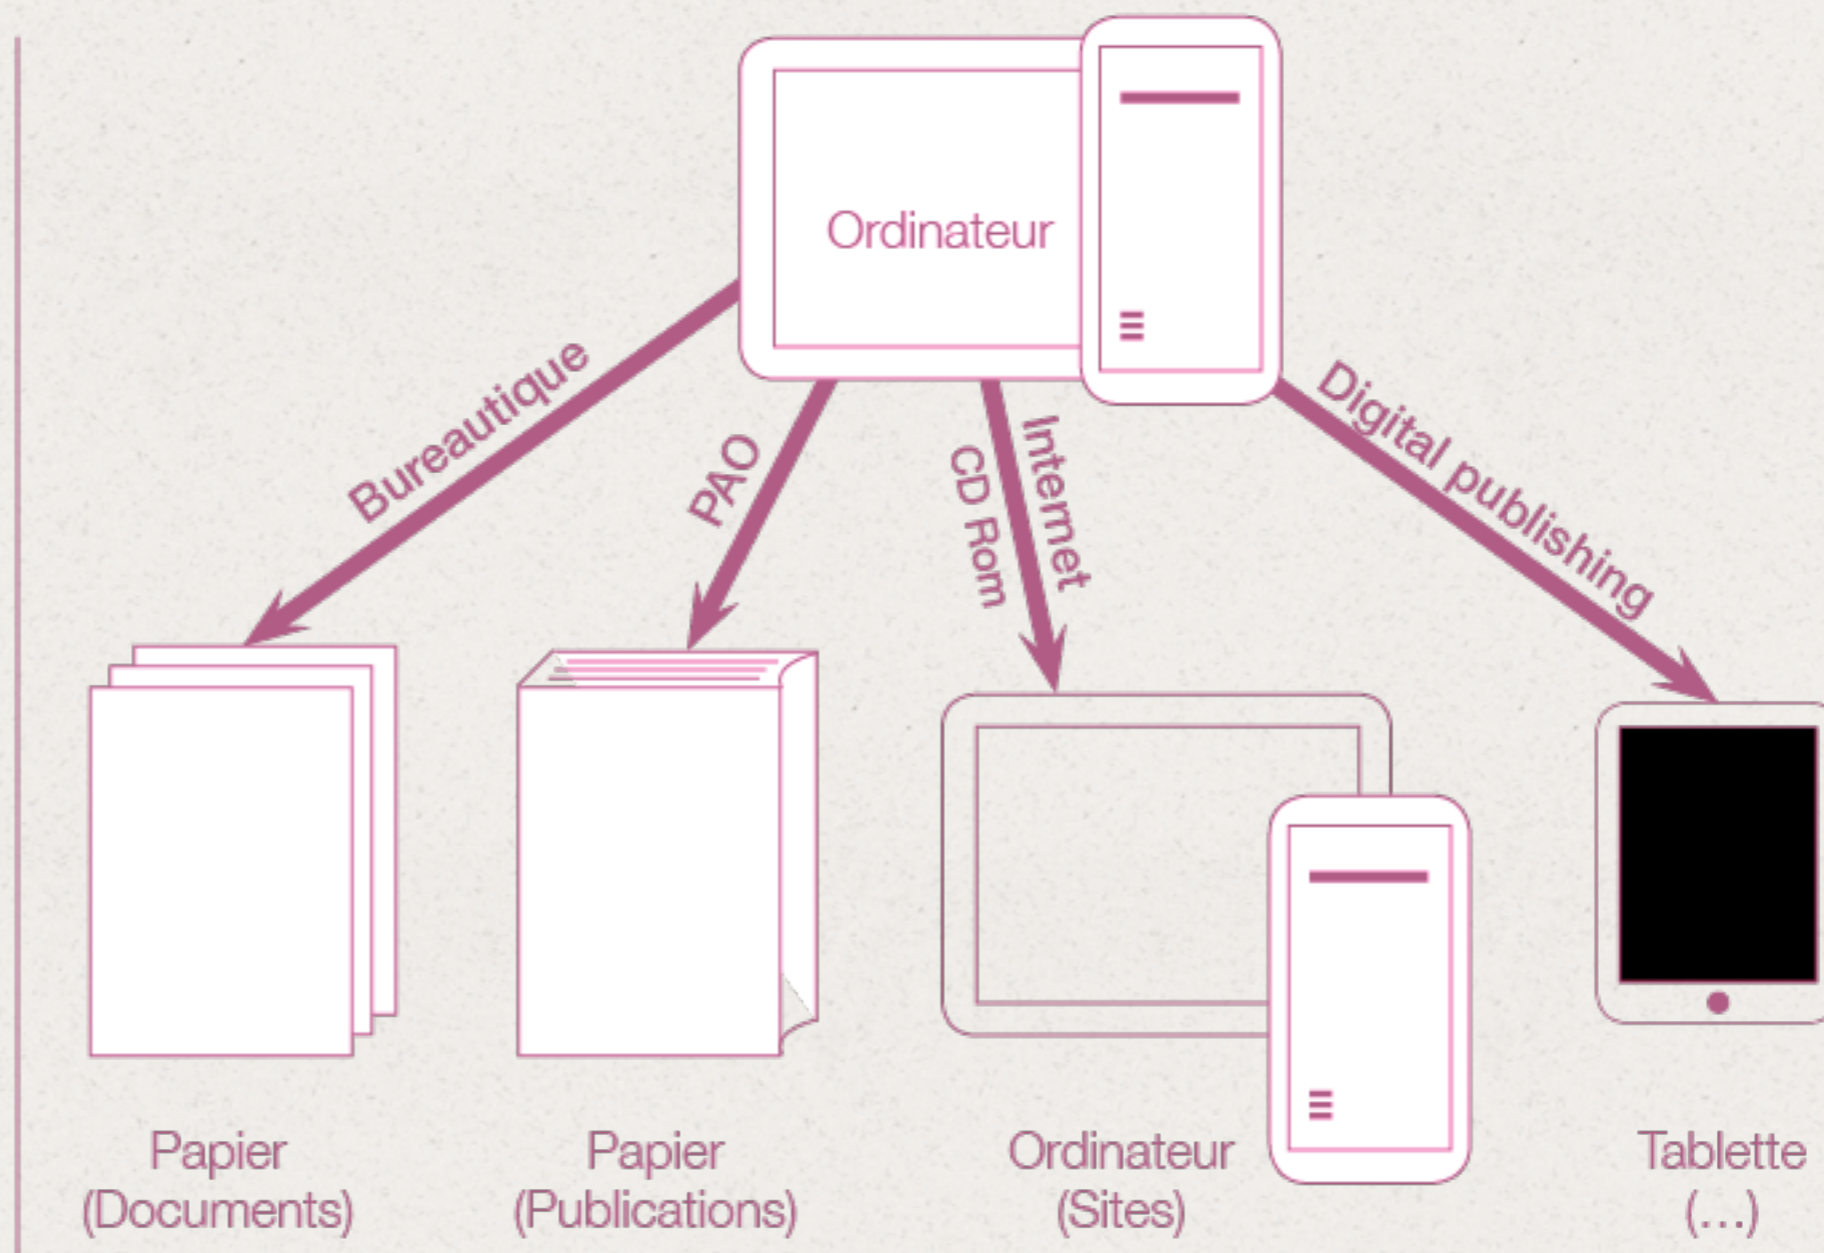 Ordinateur
Bureautique
PAO
Internet
CD Rom
Digital publishing
Papier
(Documents)
Papier
(Publications)
Ordinateur
(Sites)
Tablette
(...)